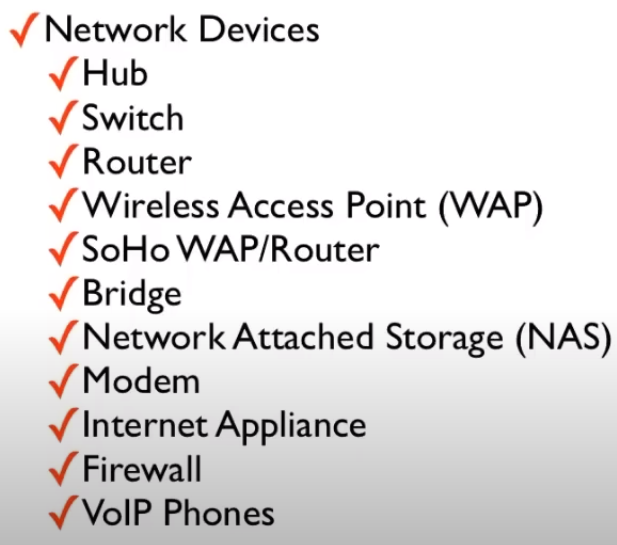 Network Devices
Hub
Switch
Router
Wireless Access Point (WAP)
SoHo WAP/Router
Bridge
Network Attached Storage (NAS)
Modem
Internet Appliance
Firewall
VoIP Phones